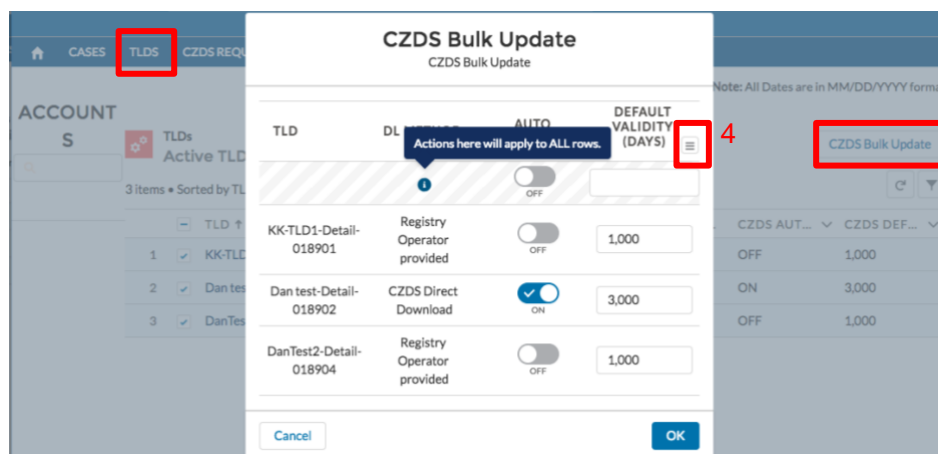 CZDS Bulk Update
CZDS Bulk Update
CASES TLDS CZDS REQU
Note: All Dates are in MM/DD/YYYY forma
ACCOUNT
S
TLDs
Active TLD
CZDS Bulk Update
3 items • Sorted by TL
TLD ↑
CZDS AUT... CZDS DEF...
1 KK-TLD OFF 1,000
2 Dan tes ON 3,000
3 DanTes OFF 1,000
TLD
AUTO
DEFAULT
VALIDITY
(DAYS)
4
Actions here will apply to ALL rows.
OFF
KK-TLD1-Detail-
018901
Registry
Operator
provided
OFF
1,000
Dan test-Detail-
018902
CZDS Direct
Download
ON
3,000
DanTest2-Detail-
018904
Registry
Operator
provided
OFF
1,000
Cancel
OK